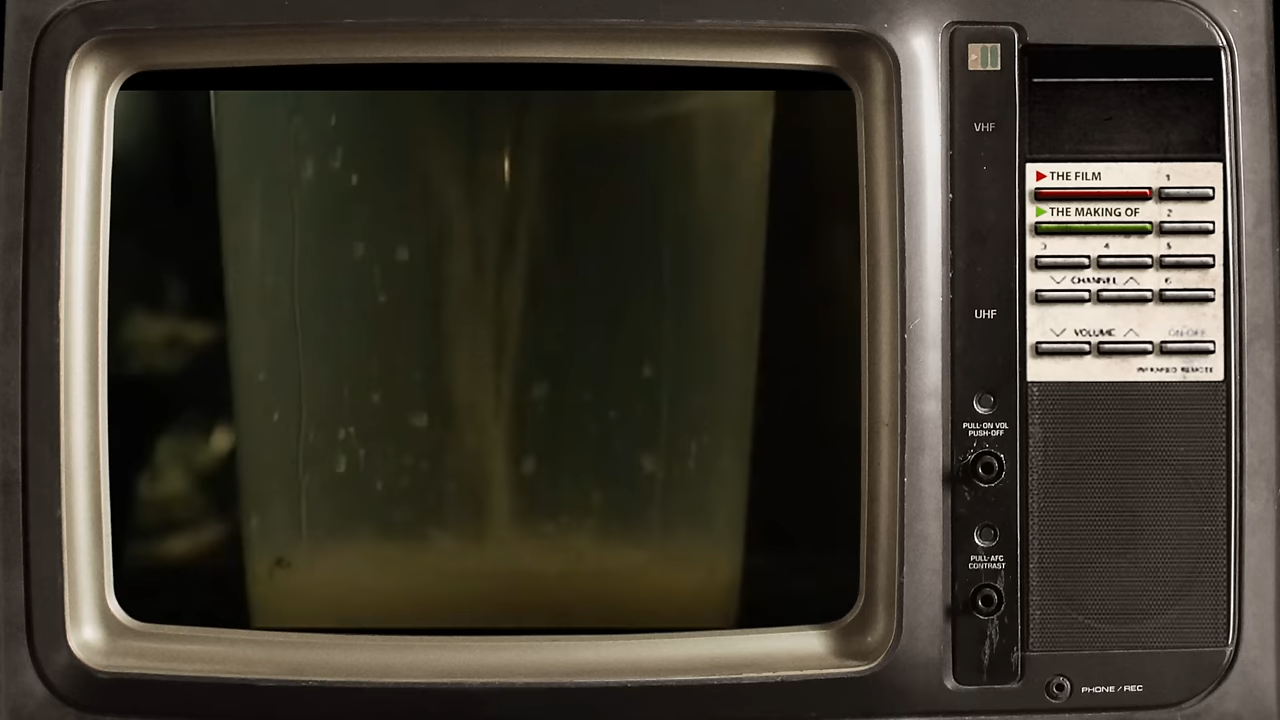 VHF
THE FILM
1
THE MAKING OF
2
3
4
5
CHANNEL
6
UHF
VOLUME
ON-OFF
INFRARED REMOTE
PULL-ON VOL
PUSH-OFF
PULL-AFC
CONTRAST
PHONE / REC